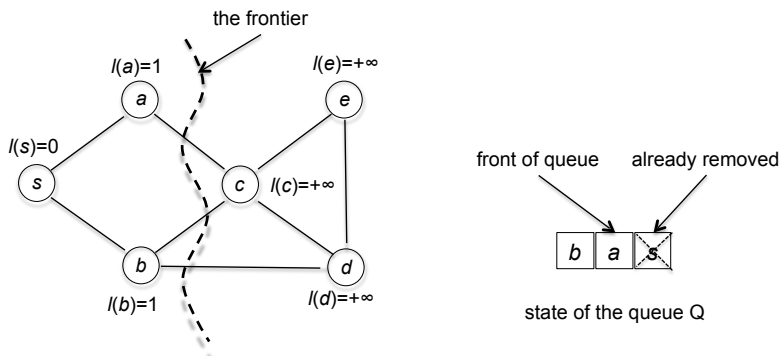 the frontier
l(a)=1
l(e)=+∞
a
e
l(s)=0
s
c
l(c)=+∞
b
d
l(b)=1
l(d)=+∞
front of queue
already removed
b a s
state of the queue Q